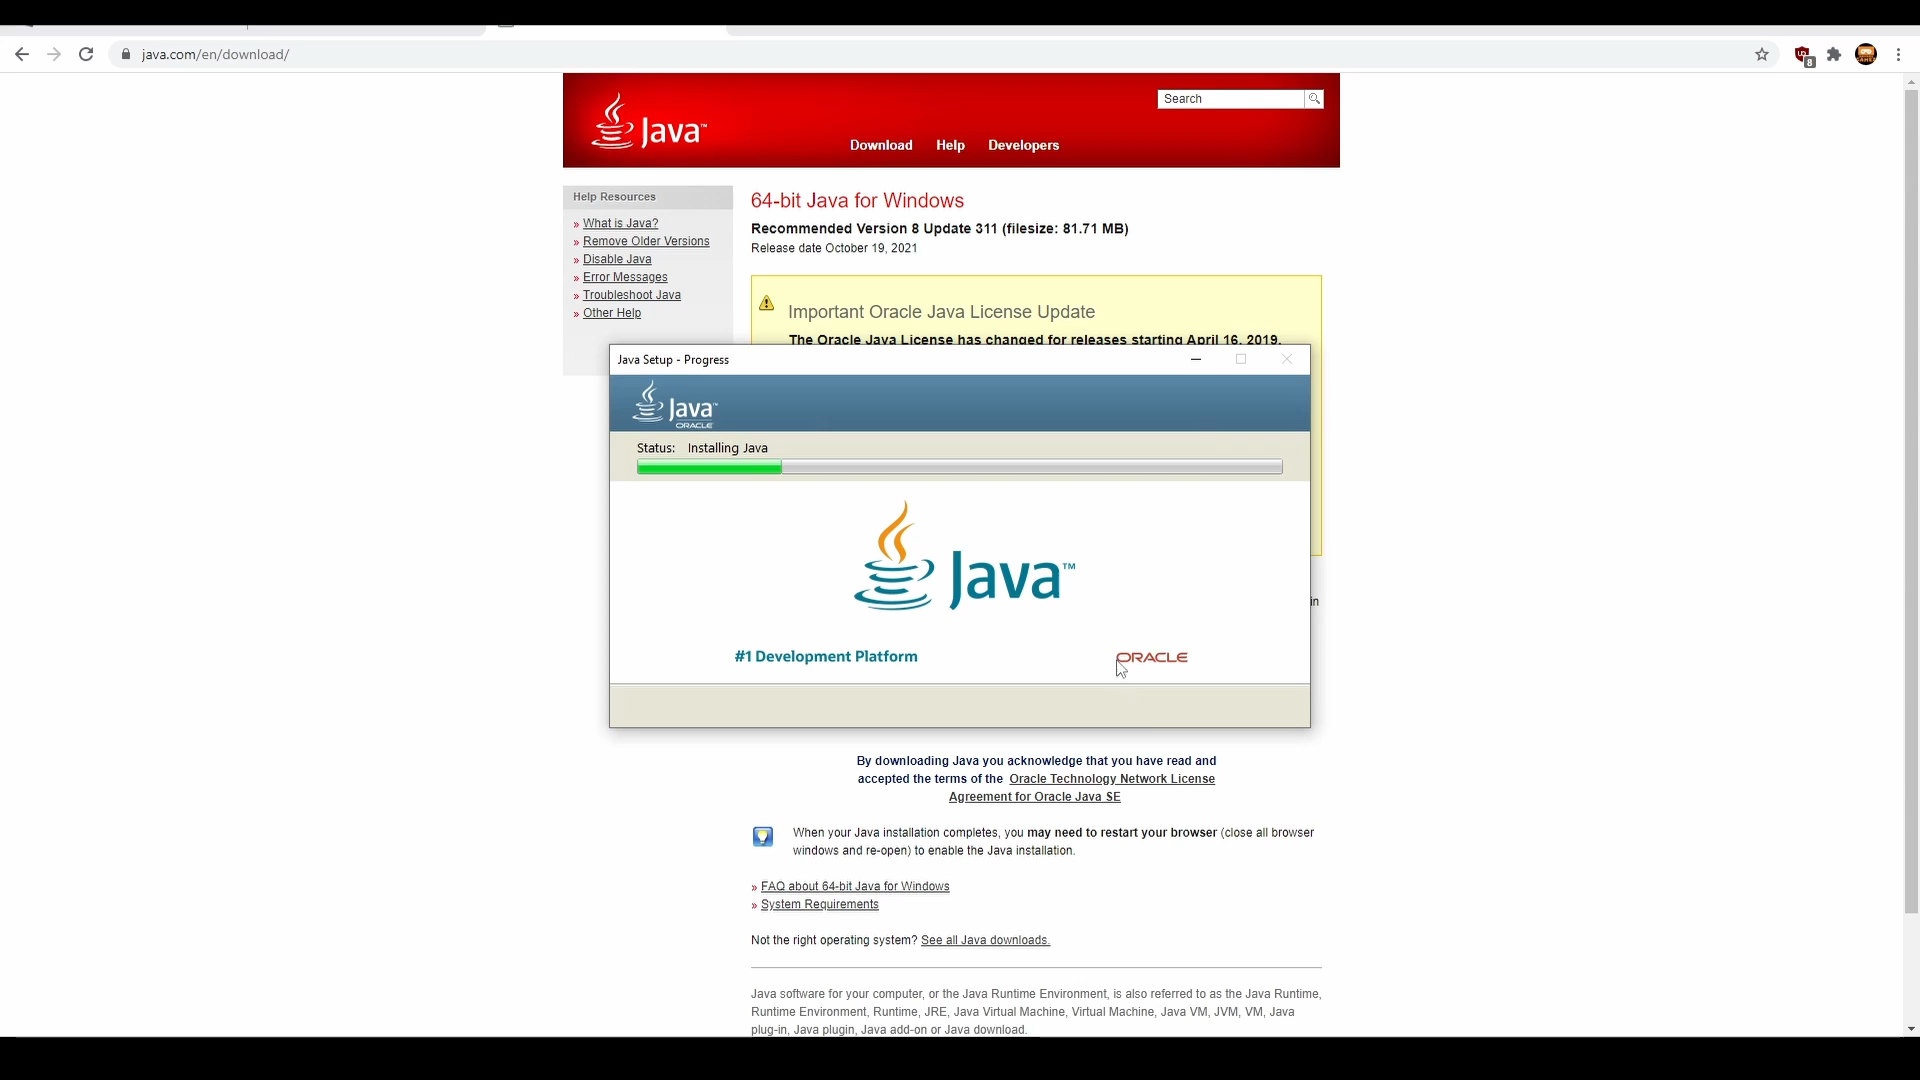 java.com/en/download/
8
Java™
Search
Download Help Developers
Help Resources
» What is Java?
» Remove Older Versions
» Disable Java
» Error Messages
» Troubleshoot Java
» Other Help
64-bit Java for Windows
Recommended Version 8 Update 311 (filesize: 81.71 MB)
Release date October 19, 2021
Important Oracle Java License Update
The Oracle Java License has changed for releases starting April 16, 2019.
Java Setup - Progress
Java™
ORACLE
Status: Installing Java
Java™
#1 Development Platform
ORACLE
in
By downloading Java you acknowledge that you have read and
accepted the terms of the Oracle Technology Network License
Agreement for Oracle Java SE
When your Java installation completes, you may need to restart your browser (close all browser
windows and re-open) to enable the Java installation.
» FAQ about 64-bit Java for Windows
» System Requirements
Not the right operating system? See all Java downloads.
Java software for your computer, or the Java Runtime Environment, is also referred to as the Java Runtime,
Runtime Environment, Runtime, JRE, Java Virtual Machine, Virtual Machine, Java VM, JVM, VM, Java
plug-in, Java plugin, Java add-on or Java download.